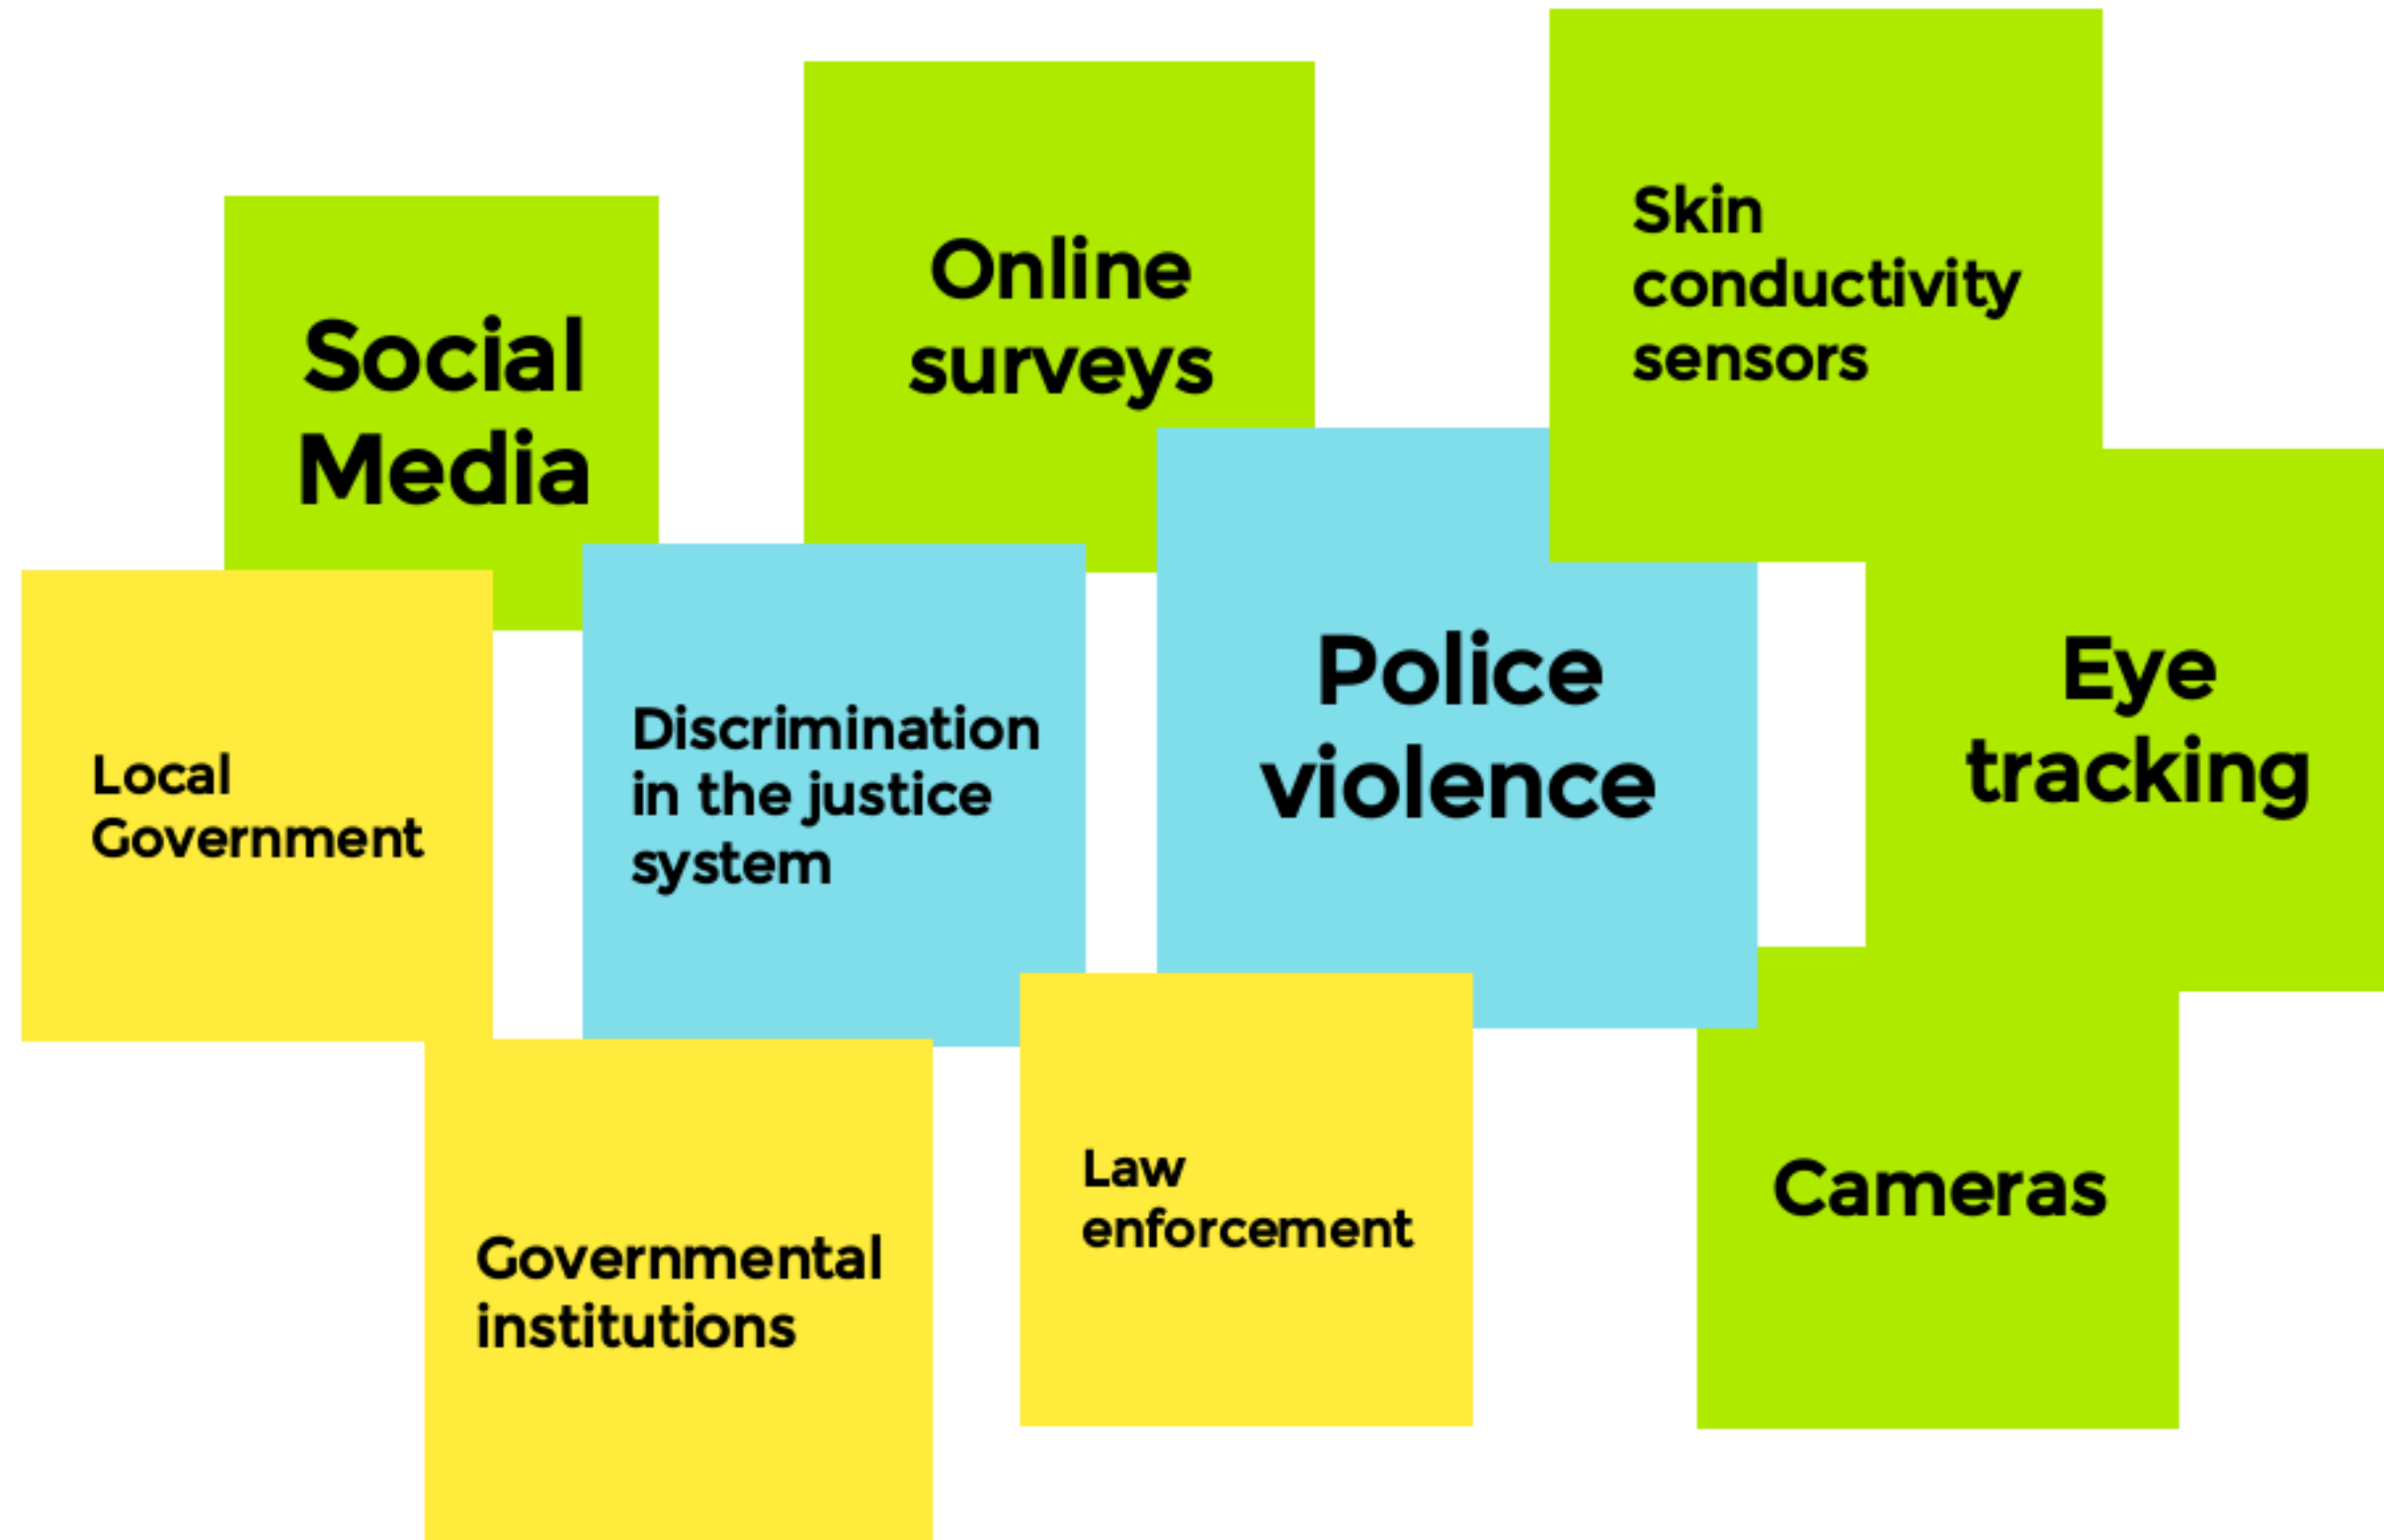 Social
Media
Online
surveys
Skin
conductivity
sensors
Local
Government
Discrimination
in the justice
system
Police
violence
Eye
tracking
Governmental
institutions
Law
enforcement
Cameras